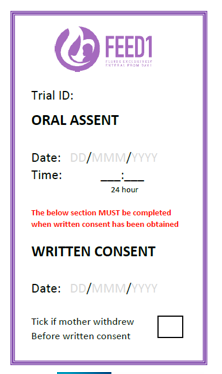 FEED1
Trial ID:
ORAL ASSENT
Date: DD/MMM/YYYY
Time: ___:___
24 hour
The below section MUST be completed
when written consent has been obtained
WRITTEN CONSENT
Date: DD/MMM/YYYY
Tick if mother withdrew
Before written consent